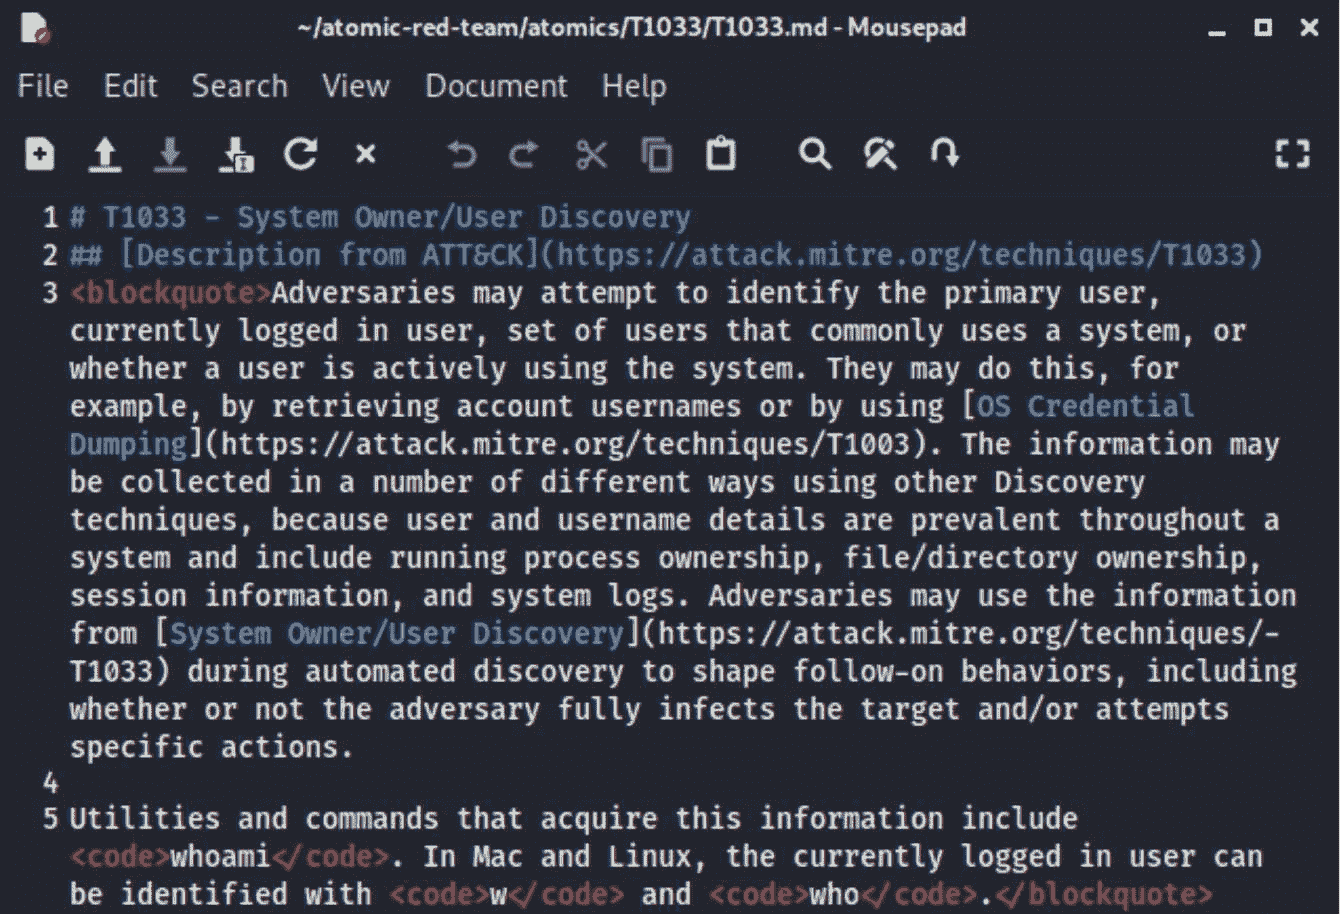 ~/atomic-red-team/atomics/T1033/T1033.md - Mousepad
File Edit Search View Document Help
1 # T1033 - System Owner/User Discovery
2 ## [Description from ATT&CK](https://attack.mitre.org/techniques/T1033)
3 <blockquote>Adversaries may attempt to identify the primary user,
currently logged in user, set of users that commonly uses a system, or
whether a user is actively using the system. They may do this, for
example, by retrieving account usernames or by using [OS Credential
Dumping](https://attack.mitre.org/techniques/T1003). The information may
be collected in a number of different ways using other Discovery
techniques, because user and username details are prevalent throughout a
system and include running process ownership, file/directory ownership,
session information, and system logs. Adversaries may use the information
from [System Owner/User Discovery](https://attack.mitre.org/techniques/-
T1033) during automated discovery to shape follow-on behaviors, including
whether or not the adversary fully infects the target and/or attempts
specific actions.
4
5 Utilities and commands that acquire this information include
<code>whoami</code>. In Mac and Linux, the currently logged in user can
be identified with <code>w</code> and <code>who</code>.</blockquote>